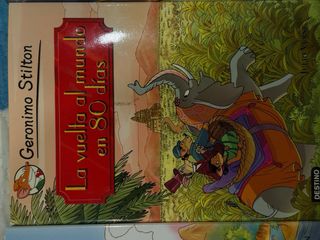 Geronimo Stilton
La vuelta al mundo
en 80 días
DESTINO